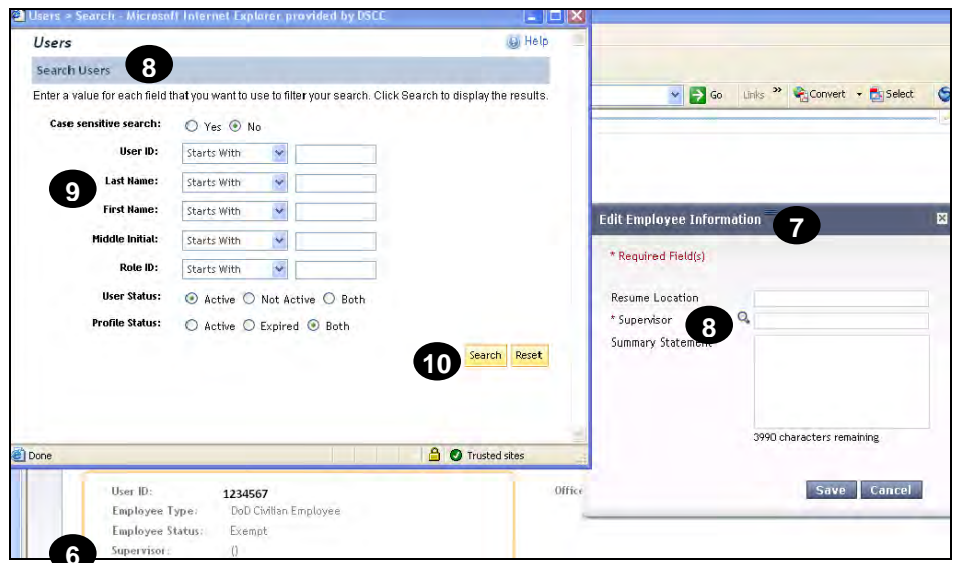 Users - Search - Microsoft Internet Explorer provided by DSCC
Users
Help
Search Users
8
Enter a value for each field that you want to use to filter your search. Click Search to display the results.
Case sensitive search: Yes No
User ID: Starts With
9
Last Name: Starts With
First Name: Starts With
Middle Initial: Starts With
Role ID: Starts With
User Status: Active Not Active Both
Profile Status: Active Expired Both
10
Search Reset
Done
Trusted sites
Go Links » Convert Select
Edit Employee Information
7
* Required Field(s)
Resume Location
* Supervisor
8
Summary Statement
3990 characters remaining
Save Cancel
User ID: 1234567
Office
Employee Type: DoD Civilian Employee
Employee Status: Exempt
6
Supervisor: ()